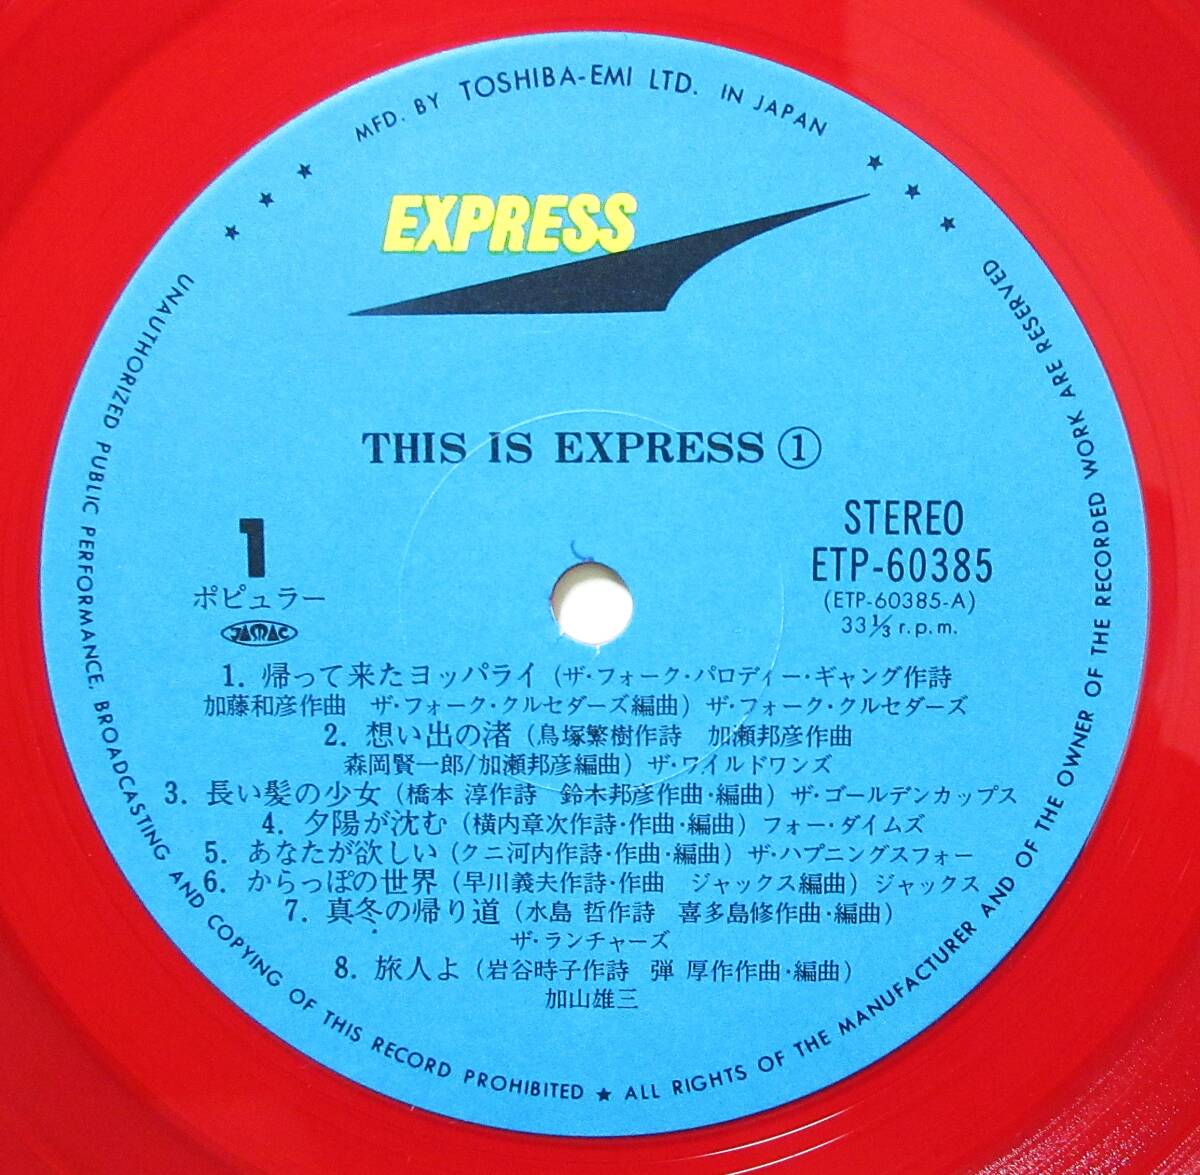 MFD. BY TOSHIBA-EMI LTD. IN JAPAN
EXPRESS
THIS IS EXPRESS ①
1
ポピュラー
JASRAC
STEREO
ETP-60385
(ETP-60385-A)
33⅓ r.p.m.
1. 帰って来たヨッパライ (ザ・フォーク・パロディー・ギャング作詩
加藤和彦作曲 ザ・フォーク・クルセダーズ編曲) ザ・フォーク・クルセダーズ
2. 想い出の渚 (鳥塚繁樹作詩 加瀬邦彦作曲
森岡賢一郎/加瀬邦彦編曲) ザ・ワイルドワンズ
3. 長い髪の少女 (橋本 淳作詩 鈴木邦彦作曲・編曲) ザ・ゴールデンカップス
4. 夕陽が沈む (横内章次作詩・作曲・編曲) フォー・ダイムズ
5. あなたが欲しい (クニ河内作詩・作曲・編曲) ザ・ハプニングスフォー
6. からっぽの世界 (早川義夫作詩・作曲 ジャックス編曲) ジャックス
7. 真冬の帰り道 (水島 哲作詩 喜多島修作曲・編曲)
ザ・ランチャーズ
8. 旅人よ (岩谷時子作詩 弾 厚作作曲・編曲)
加山雄三
UNAUTHORIZED PUBLIC PERFORMANCE, BROADCASTING AND COPYING OF THIS RECORD PROHIBITED ★ ALL RIGHTS OF THE MANUFACTURER AND OF THE OWNER OF THE RECORDED WORK ARE RESERVED